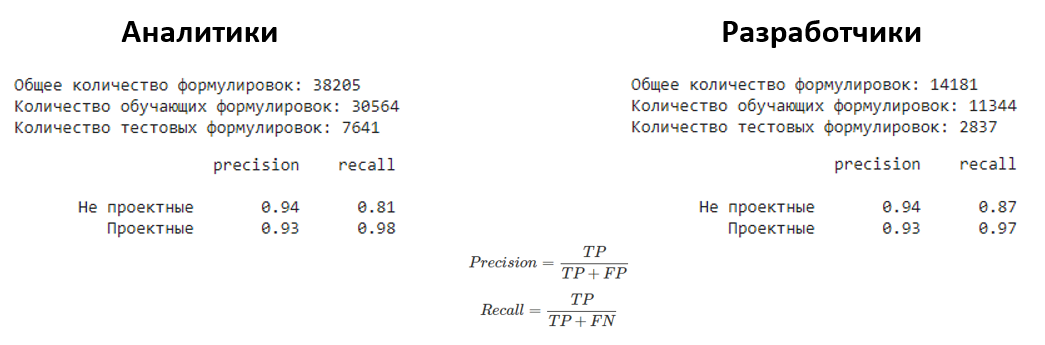 Аналитики
Общее количество формулировок: 38205
Количество обучающих формулировок: 30564
Количество тестовых формулировок: 7641
precision recall
Не проектные 0.94 0.81
Проектные 0.93 0.98
Разработчики
Общее количество формулировок: 14181
Количество обучающих формулировок: 11344
Количество тестовых формулировок: 2837
precision recall
Не проектные 0.94 0.87
Проектные 0.93 0.97
Precision = TP / TP + FP
Recall = TP / TP + FN